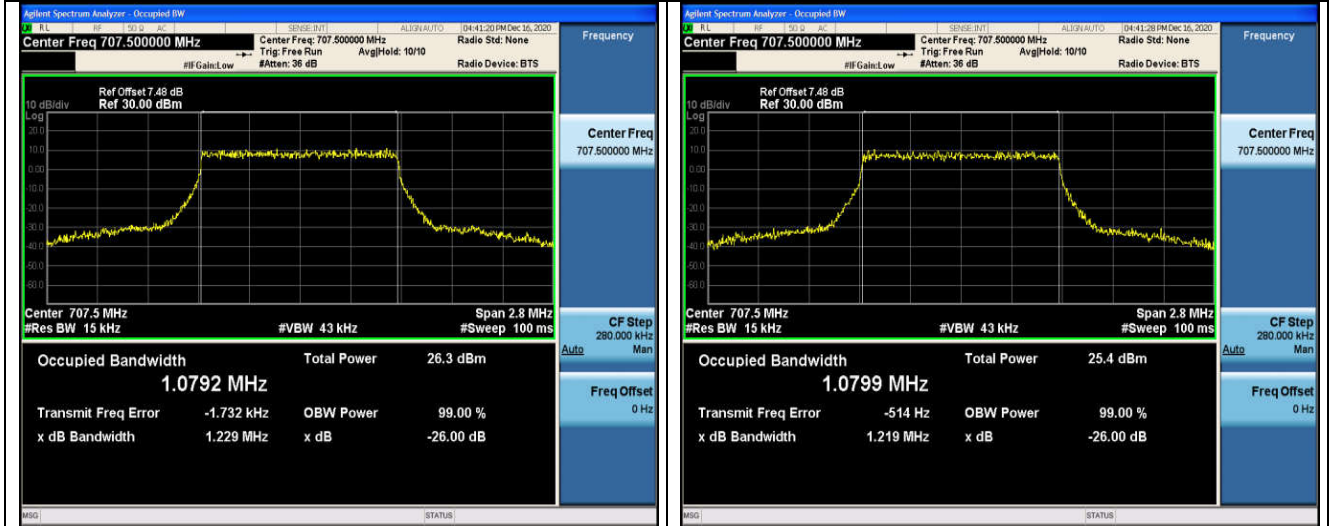 Agilent Spectrum Analyzer - Occupied BW
RL RF 50 Ω AC SENSE:INT ALIGN AUTO 04:41:20 PM Dec 16, 2020
Center Freq 707.500000 MHz
Center Freq: 707.500000 MHz
Radio Std: None
Trig: Free Run Avg|Hold: 10/10
#IFGain:Low #Atten: 36 dB Radio Device: BTS
Frequency
Ref Offset 7.48 dB
10 dB/div Ref 30.00 dBm
Log
20.0
10.0
0.00
-10.0
-20.0
-30.0
-40.0
-50.0
-60.0
Center 707.5 MHz Span 2.8 MHz
#Res BW 15 kHz #VBW 43 kHz #Sweep 100 ms
Center Freq
707.500000 MHz
CF Step
280.000 kHz
Auto Man
Freq Offset
0 Hz
Occupied Bandwidth Total Power 26.3 dBm
1.0792 MHz
Transmit Freq Error -1.732 kHz OBW Power 99.00 %
x dB Bandwidth 1.229 MHz x dB -26.00 dB
MSG STATUS
Agilent Spectrum Analyzer - Occupied BW
RL RF 50 Ω AC SENSE:INT ALIGN AUTO 04:41:28 PM Dec 16, 2020
Center Freq 707.500000 MHz
Center Freq: 707.500000 MHz
Radio Std: None
Trig: Free Run Avg|Hold: 10/10
#IFGain:Low #Atten: 36 dB Radio Device: BTS
Frequency
Ref Offset 7.48 dB
10 dB/div Ref 30.00 dBm
Log
20.0
10.0
0.00
-10.0
-20.0
-30.0
-40.0
-50.0
-60.0
Center 707.5 MHz Span 2.8 MHz
#Res BW 15 kHz #VBW 43 kHz #Sweep 100 ms
Center Freq
707.500000 MHz
CF Step
280.000 kHz
Auto Man
Freq Offset
0 Hz
Occupied Bandwidth Total Power 25.4 dBm
1.0799 MHz
Transmit Freq Error -514 Hz OBW Power 99.00 %
x dB Bandwidth 1.219 MHz x dB -26.00 dB
MSG STATUS